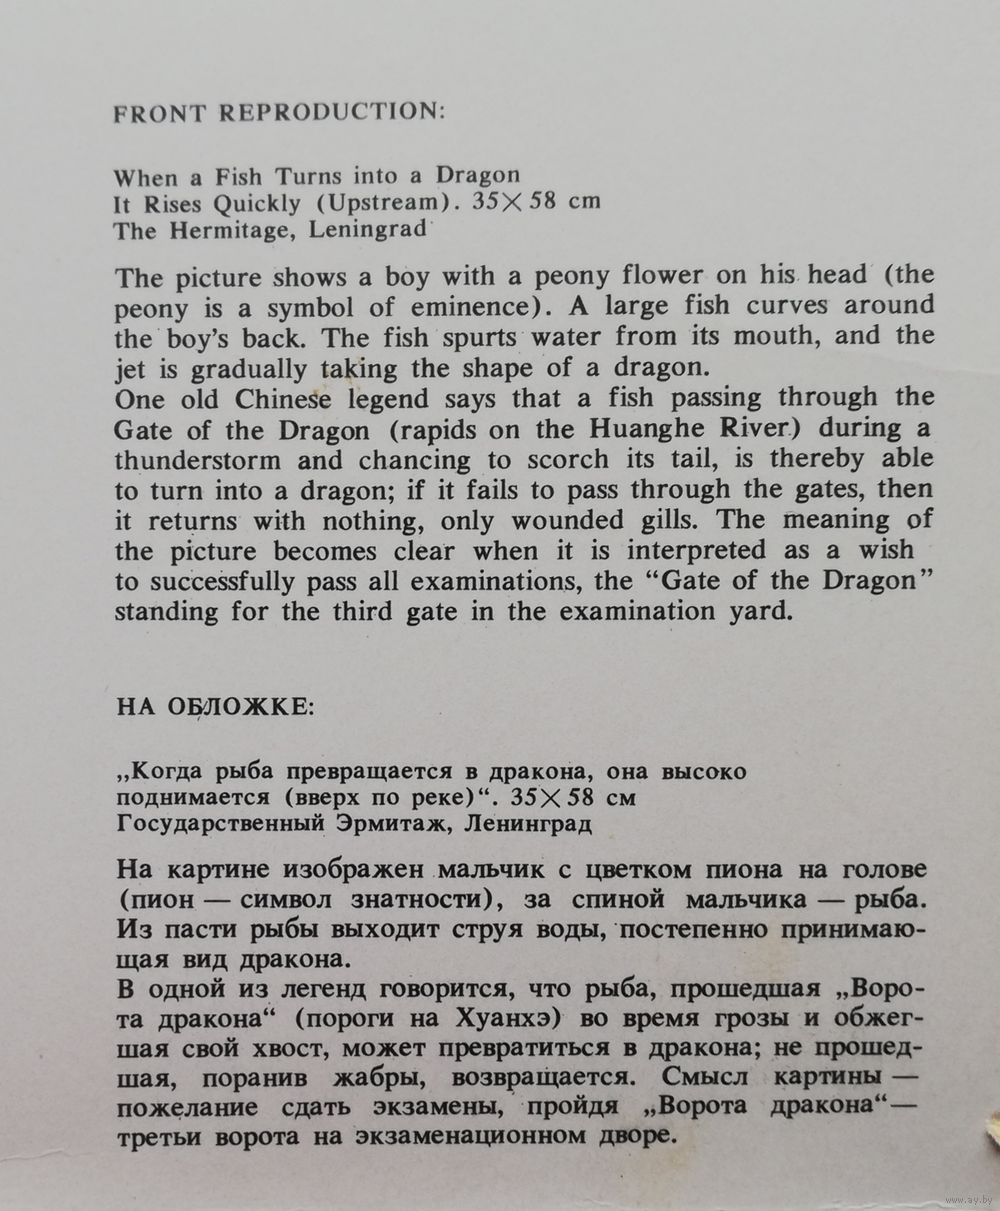 FRONT REPRODUCTION:
When a Fish Turns into a Dragon
It Rises Quickly (Upstream). 35×58 cm
The Hermitage, Leningrad
The picture shows a boy with a peony flower on his head (the
peony is a symbol of eminence). A large fish curves around
the boy's back. The fish spurts water from its mouth, and the
jet is gradually taking the shape of a dragon.
One old Chinese legend says that a fish passing through the
Gate of the Dragon (rapids on the Huanghe River) during a
thunderstorm and chancing to scorch its tail, is thereby able
to turn into a dragon; if it fails to pass through the gates, then
it returns with nothing, only wounded gills. The meaning of
the picture becomes clear when it is interpreted as a wish
to successfully pass all examinations, the “Gate of the Dragon”
standing for the third gate in the examination yard.
НА ОБЛОЖКЕ:
„Когда рыба превращается в дракона, она высоко
поднимается (вверх по реке)“. 35×58 см
Государственный Эрмитаж, Ленинград
На картине изображен мальчик с цветком пиона на голове
(пион — символ знатности), за спиной мальчика — рыба.
Из пасти рыбы выходит струя воды, постепенно принимаю-
щая вид дракона.
В одной из легенд говорится, что рыба, прошедшая „Воро-
та дракона“ (пороги на Хуанхэ) во время грозы и обжег-
шая свой хвост, может превратиться в дракона; не прошед-
шая, поранив жабры, возвращается. Смысл картины —
пожелание сдать экзамены, пройдя „Ворота дракона“—
третьи ворота на экзаменационном дворе.
www.ay.by